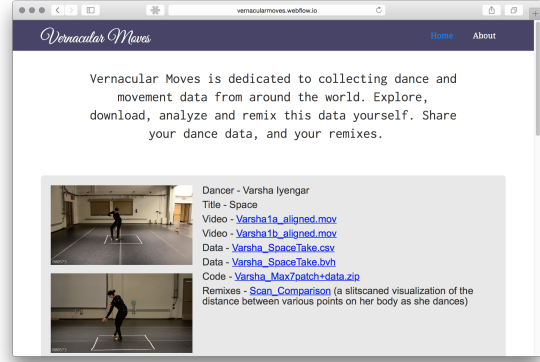 vernacularmoves.webflow.io
Vernacular Moves
Home
About
Vernacular Moves is dedicated to collecting dance and
movement data from around the world. Explore,
download, analyze and remix this data yourself. Share
your dance data, and your remixes.
Dancer - Varsha Iyengar
Title - Space
Video - Varsha1a_aligned.mov
Video - Varsha1b_aligned.mov
Data - Varsha_SpaceTake.csv
Data - Varsha_SpaceTake.bvh
Code - Varsha_Max7patch+data.zip
Remixes - Scan_Comparison (a slitscaned visualization of the
distance between various points on her body as she dances)